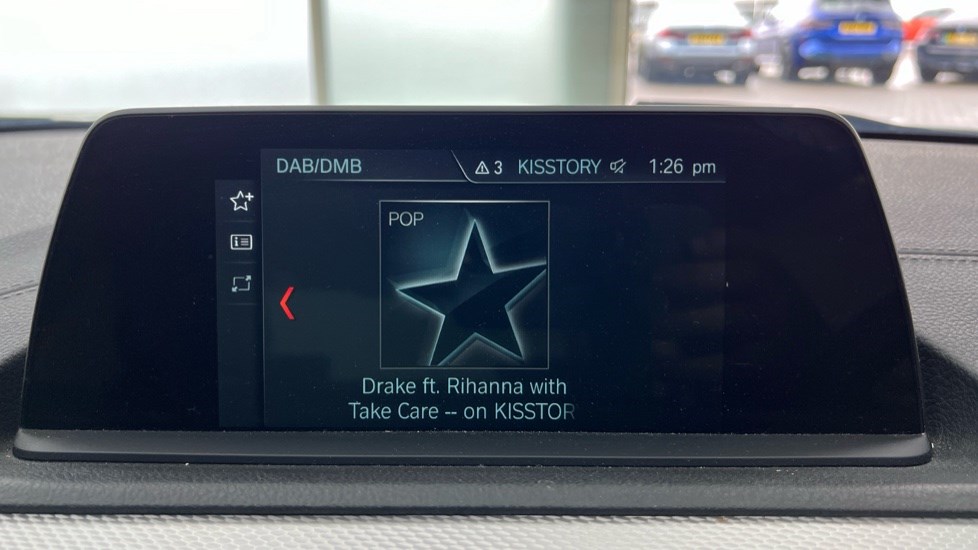 DAB/DMB
3 KISSTORY 1:26 pm
POP
Drake ft. Rihanna with
Take Care -- on KISSTOR